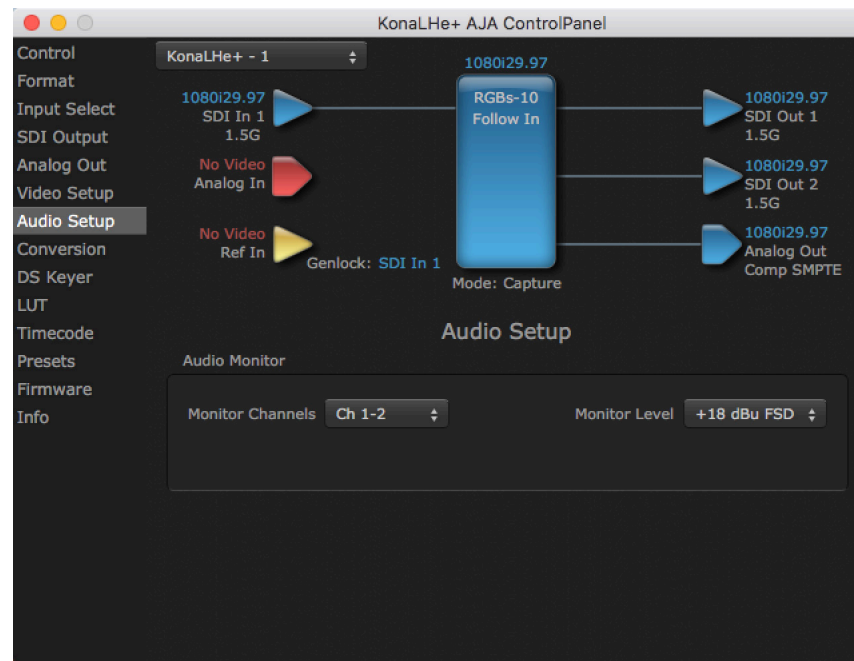 KonaLHe+ AJA ControlPanel
Control
Format
Input Select
SDI Output
Analog Out
Video Setup
Audio Setup
Conversion
DS Keyer
LUT
Timecode
Presets
Firmware
Info
KonaLHe+ - 1
1080i29.97
1080i29.97
SDI In 1
1.5G
No Video
Analog In
No Video
Ref In
Genlock: SDI In 1
RGBs-10
Follow In
Mode: Capture
1080i29.97
SDI Out 1
1.5G
1080i29.97
SDI Out 2
1.5G
1080i29.97
Analog Out
Comp SMPTE
Audio Setup
Audio Monitor
Monitor Channels Ch 1-2
Monitor Level +18 dBu FSD